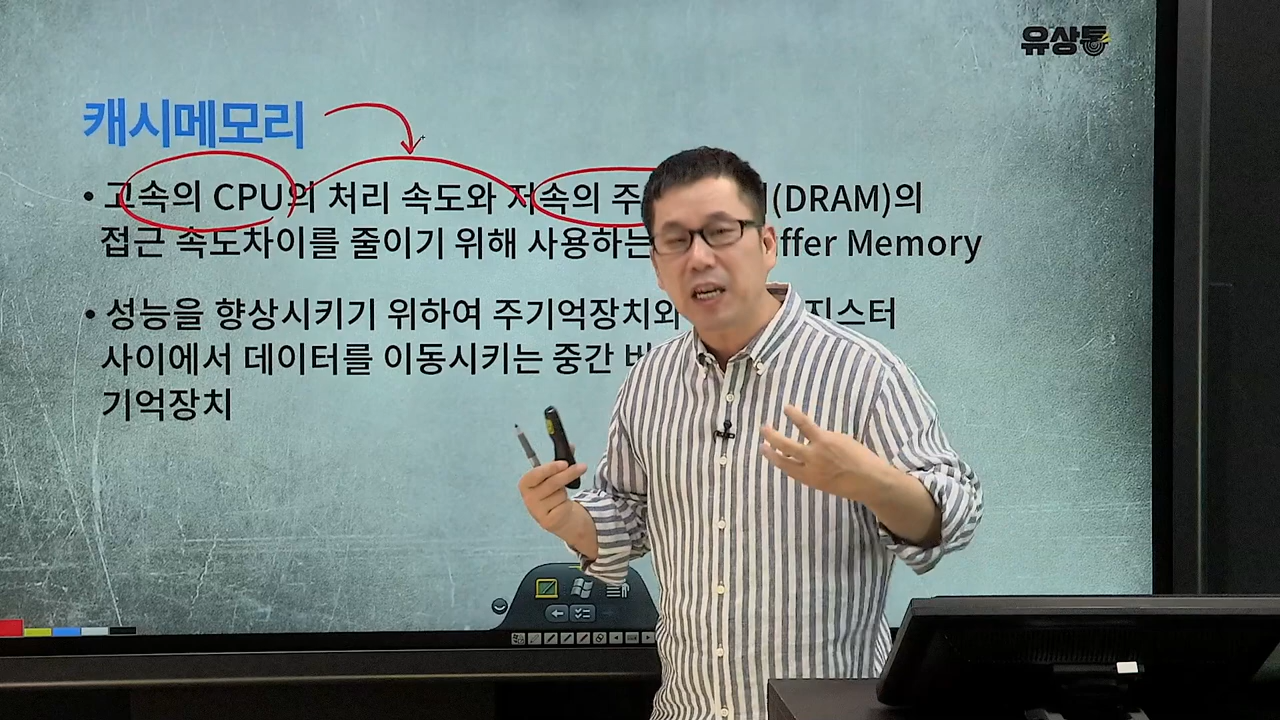 유상통
캐시메모리
• 고속의 CPU의 처리 속도와 저속의 주 (DRAM)의
접근 속도차이를 줄이기 위해 사용하는 ffer Memory
• 성능을 향상시키기 위하여 주기억장치와 지스터
사이에서 데이터를 이동시키는 중간
기억장치